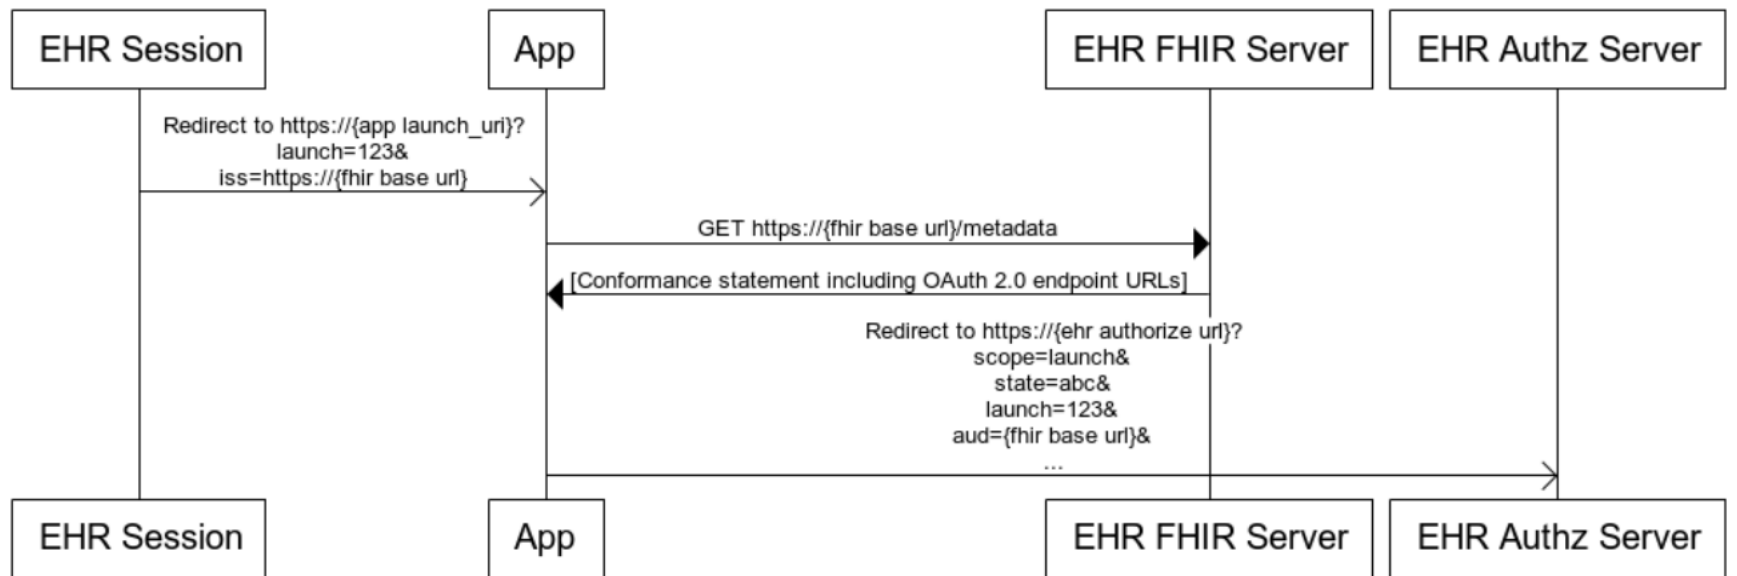 EHR Session
App
EHR FHIR Server
EHR Authz Server
Redirect to https://{app launch_uri}?
launch=123&
iss=https://{fhir base url}
GET https://{fhir base url}/metadata
[Conformance statement including OAuth 2.0 endpoint URLs]
Redirect to https://{ehr authorize url}?
scope=launch&
state=abc&
launch=123&
aud={fhir base url}&
...
EHR Session
App
EHR FHIR Server
EHR Authz Server